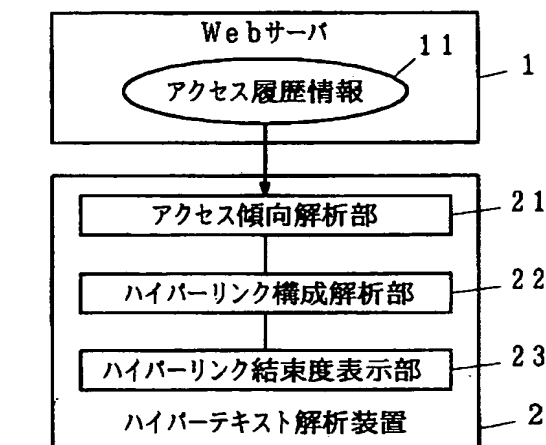 Ｗｅｂサーバ
１１
アクセス履歴情報
１
アクセス傾向解析部
２１
ハイパーリンク構成解析部
２２
ハイパーリンク結束度表示部
２３
ハイパーテキスト解析装置
２